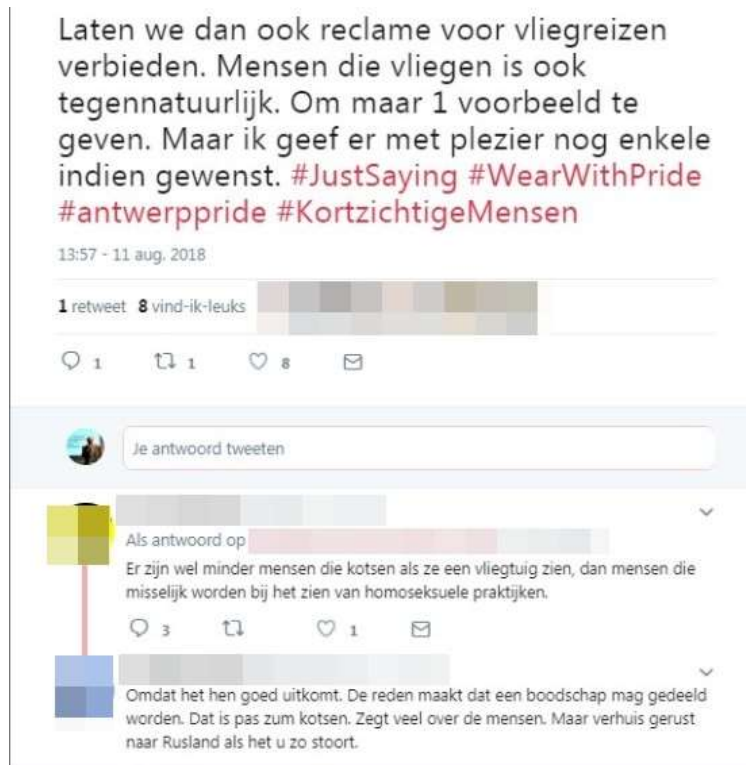 Laten we dan ook reclame voor vliegreizen
verbieden. Mensen die vliegen is ook
tegennatuurlijk. Om maar 1 voorbeeld te
geven. Maar ik geef er met plezier nog enkele
indien gewenst. #JustSaying #WearWithPride
#antwerppride #KortzichtigeMensen
13:57 - 11 aug. 2018
1 retweet 8 vind-ik-leuks
1 1 8
Je antwoord tweeten
Als antwoord op
Er zijn wel minder mensen die kotsen als ze een vliegtuig zien, dan mensen die
misselijk worden bij het zien van homoseksuele praktijken.
3 1
Omdat het hen goed uitkomt. De reden maakt dat een boodschap mag gedeeld
worden. Dat is pas zum kotsen. Zegt veel over de mensen. Maar verhuis gerust
naar Rusland als het u zo stoort.